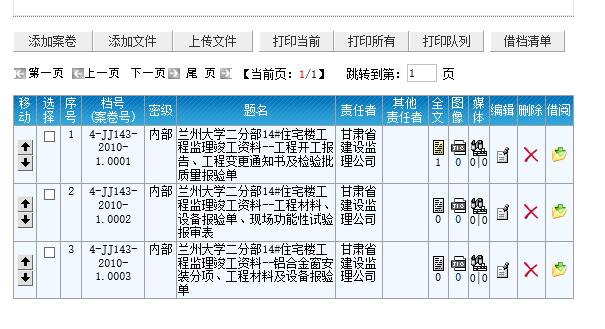 添加案卷 添加文件 上传文件 打印当前 打印所有 打印队列 借档清单
第一页 上一页 下一页 尾 页 【当前页：1/1】 跳转到第：1 页
移动 选择 序号 档号(案卷号) 密级 题名 责任者 其他责任者 全文 图像 媒体 编辑 删除 借阅
1 4-JJ143-2010-1.0001 内部 兰州大学二分部14#住宅楼工程监理竣工资料--工程开工报告、工程变更通知书及检验批质量报验单 甘肃省建设监理公司 1 0 0|0
2 4-JJ143-2010-1.0002 内部 兰州大学二分部14#住宅楼工程监理竣工资料--工程材料、设备报验单、现场功能性试验报审表 甘肃省建设监理公司 0 0 0|0
3 4-JJ143-2010-1.0003 内部 兰州大学二分部14#住宅楼工程监理竣工资料--铝合金窗安装分项、工程材料及设备报验单 甘肃省建设监理公司 0 0 0|0